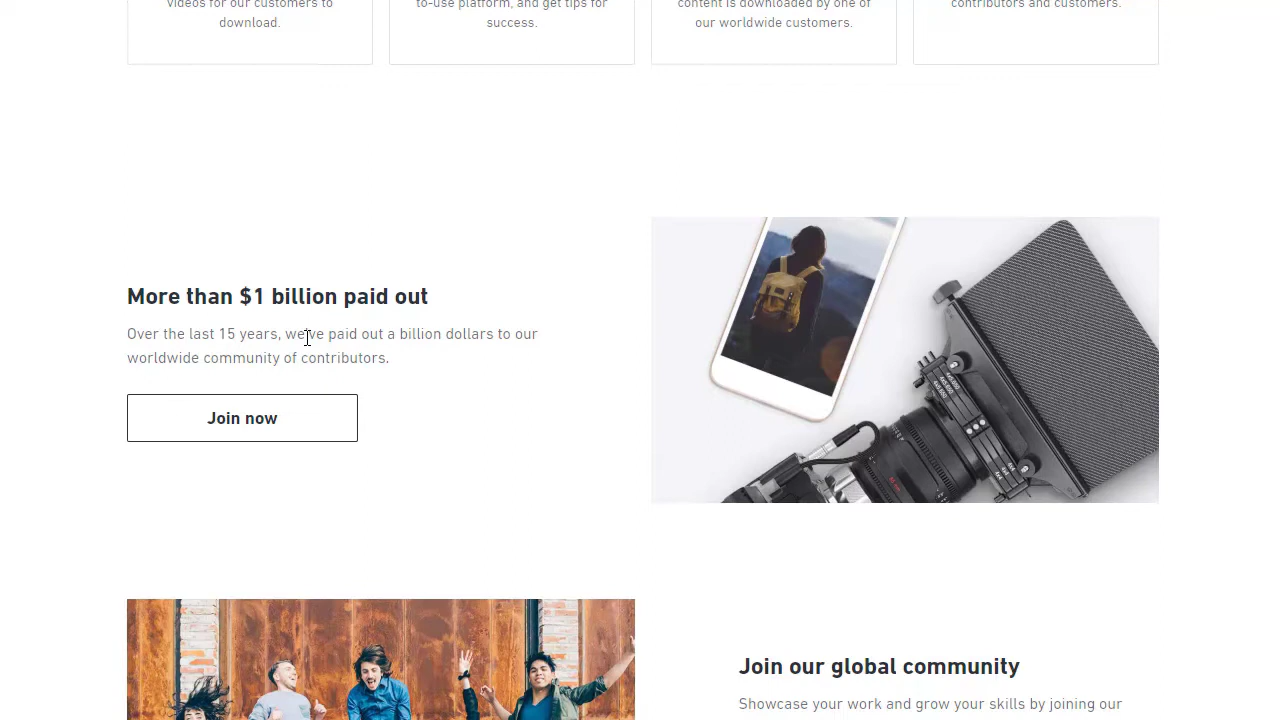 videos for our customers to
download.
to-use platform, and get tips for
success.
content is downloaded by one of
our worldwide customers.
contributors and customers.
More than $1 billion paid out
Over the last 15 years, we've paid out a billion dollars to our
worldwide community of contributors.
Join now
Join our global community
Showcase your work and grow your skills by joining our